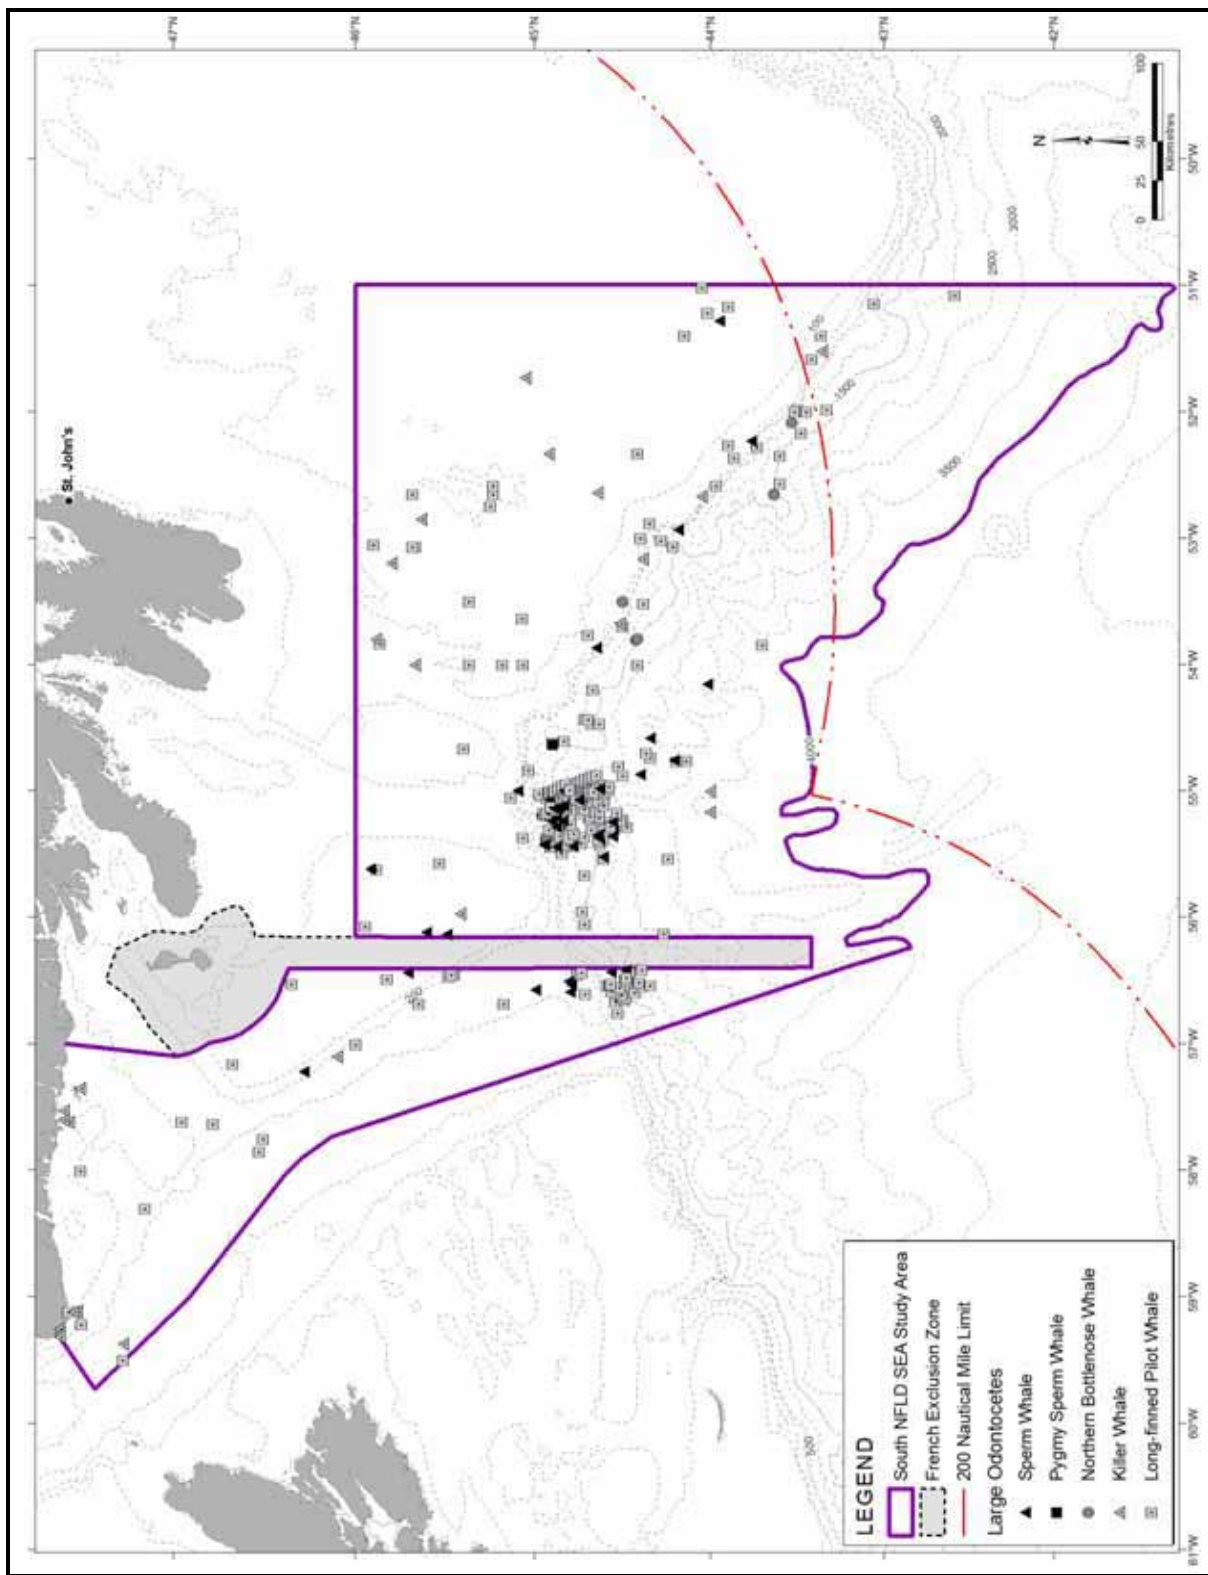 47°N
46°N
45°N
44°N
43°N
42°N
St. John's
50°W
51°W
52°W
53°W
54°W
55°W
56°W
57°W
58°W
59°W
60°W
61°W
2000
3000
2500
100
1500
3500
1000
500
N
0 25 50 100
Kilometres
LEGEND
South NFLD SEA Study Area
French Exclusion Zone
200 Nautical Mile Limit
Large Odontocetes
Sperm Whale
Pygmy Sperm Whale
Northern Bottlenose Whale
Killer Whale
Long-finned Pilot Whale